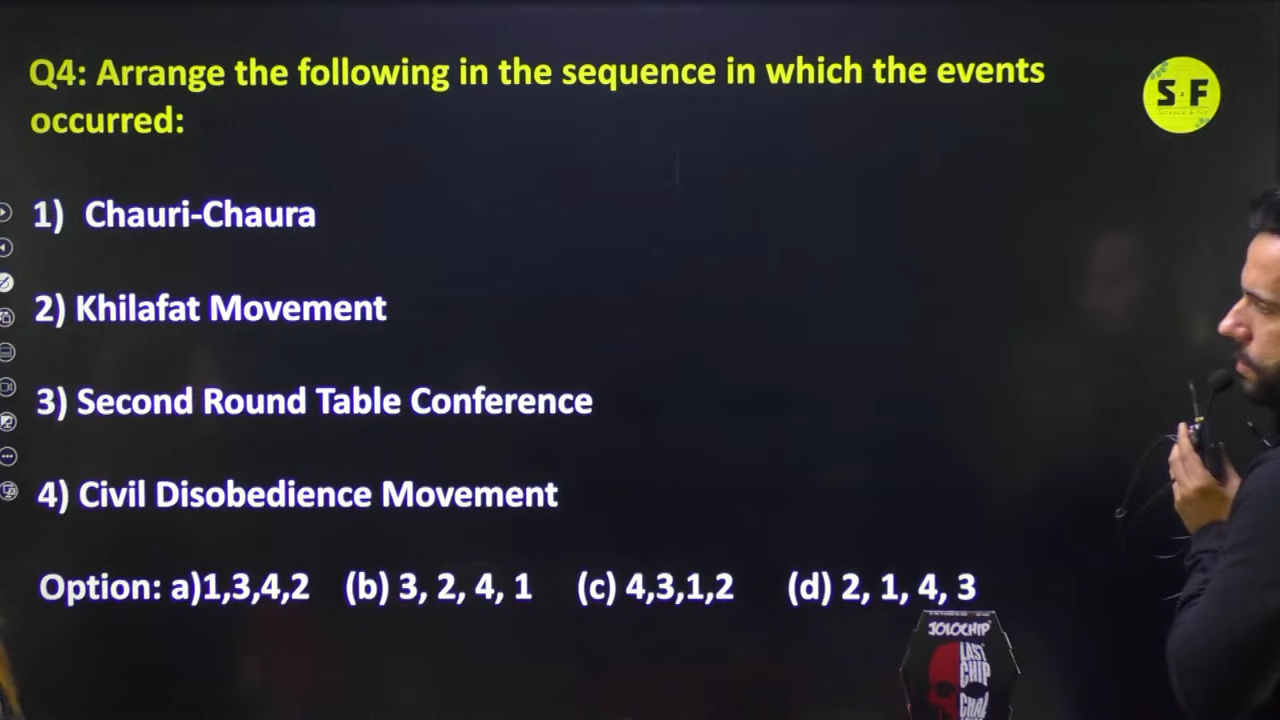 Q4: Arrange the following in the sequence in which the events
occurred:
S F
1) Chauri-Chaura
2) Khilafat Movement
3) Second Round Table Conference
4) Civil Disobedience Movement
Option: a)1,3,4,2 (b) 3, 2, 4, 1 (c) 4,3,1,2 (d) 2, 1, 4, 3
JOLOCHIP
LAST
CHIP